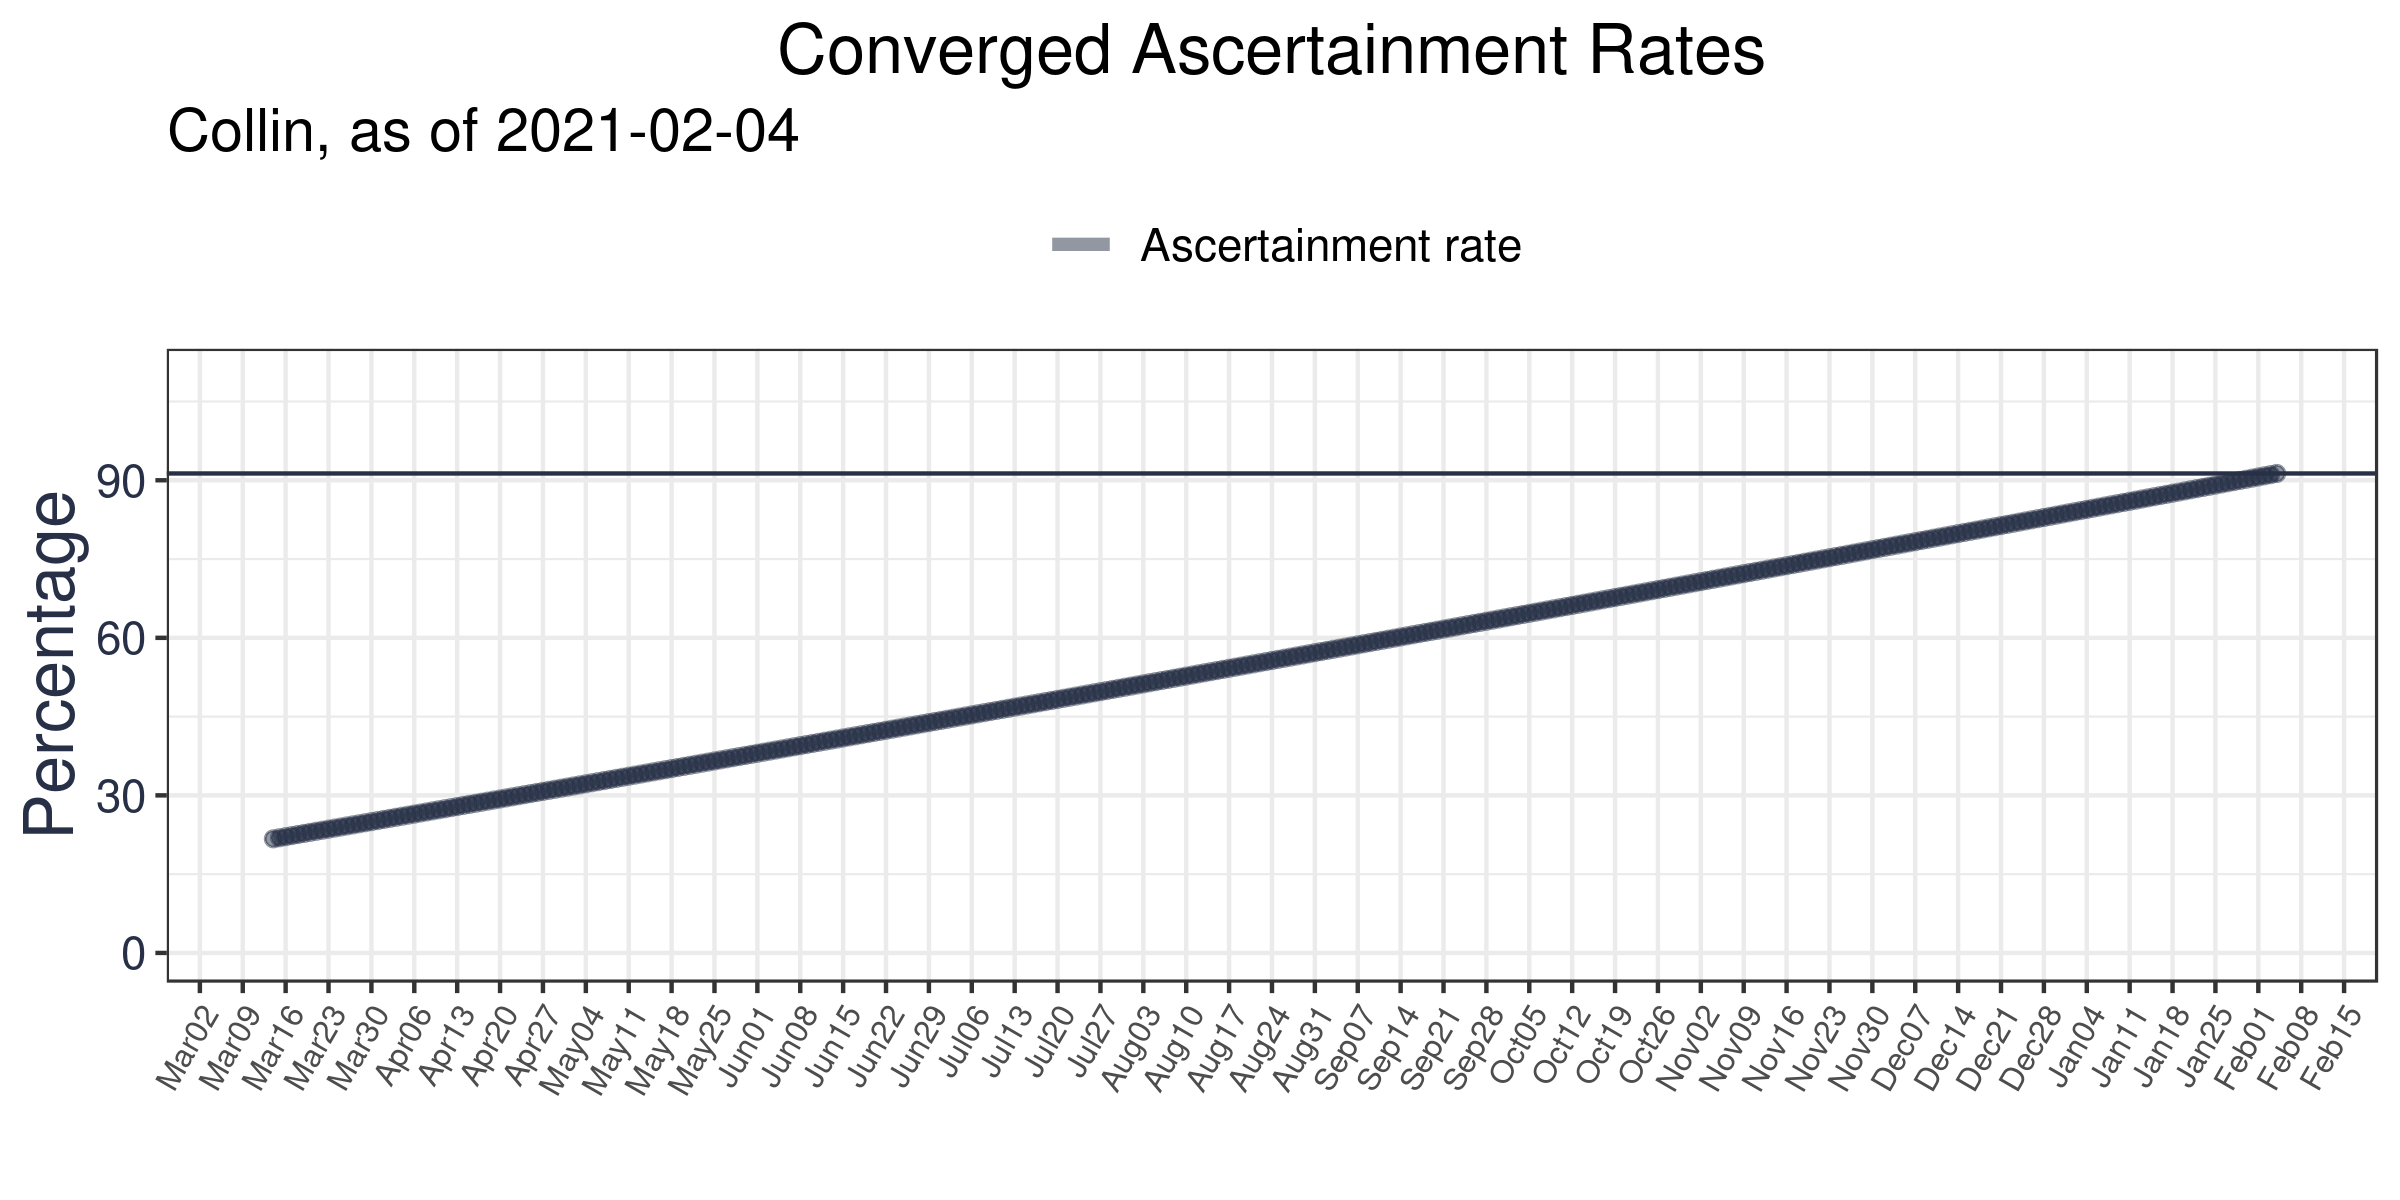 Converged Ascertainment Rates
Collin, as of 2021-02-04
Ascertainment rate
Percentage
90
60
30
0
Mar02 Mar09 Mar16 Mar23 Mar30 Apr06 Apr13 Apr20 Apr27 May04 May11 May18 May25 Jun01 Jun08 Jun15 Jun22 Jun29 Jul06 Jul13 Jul20 Jul27 Aug03 Aug10 Aug17 Aug24 Aug31 Sep07 Sep14 Sep21 Sep28 Oct05 Oct12 Oct19 Oct26 Nov02 Nov09 Nov16 Nov23 Nov30 Dec07 Dec14 Dec21 Dec28 Jan04 Jan11 Jan18 Jan25 Feb01 Feb08 Feb15